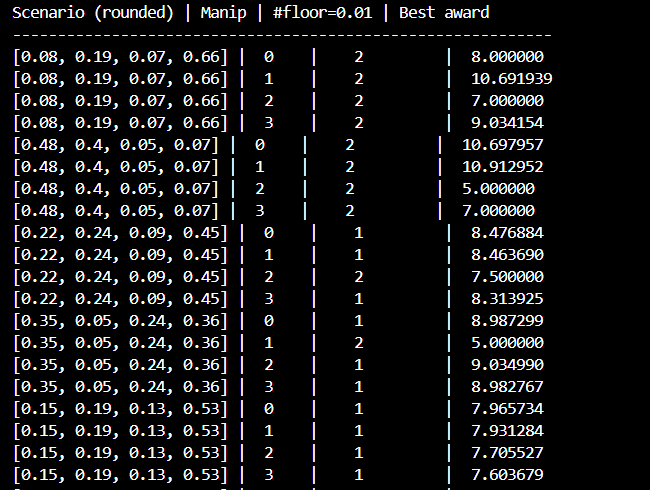 Scenario (rounded) | Manip | #floor=0.01 | Best award
------------------------------------------------------------
[0.08, 0.19, 0.07, 0.66] | 0 | 2 | 8.000000
[0.08, 0.19, 0.07, 0.66] | 1 | 2 | 10.691939
[0.08, 0.19, 0.07, 0.66] | 2 | 2 | 7.000000
[0.08, 0.19, 0.07, 0.66] | 3 | 2 | 9.034154
[0.48, 0.4, 0.05, 0.07] | 0 | 2 | 10.697957
[0.48, 0.4, 0.05, 0.07] | 1 | 2 | 10.912952
[0.48, 0.4, 0.05, 0.07] | 2 | 2 | 5.000000
[0.48, 0.4, 0.05, 0.07] | 3 | 2 | 7.000000
[0.22, 0.24, 0.09, 0.45] | 0 | 1 | 8.476884
[0.22, 0.24, 0.09, 0.45] | 1 | 1 | 8.463690
[0.22, 0.24, 0.09, 0.45] | 2 | 2 | 7.500000
[0.22, 0.24, 0.09, 0.45] | 3 | 1 | 8.313925
[0.35, 0.05, 0.24, 0.36] | 0 | 1 | 8.987299
[0.35, 0.05, 0.24, 0.36] | 1 | 2 | 5.000000
[0.35, 0.05, 0.24, 0.36] | 2 | 1 | 9.034990
[0.35, 0.05, 0.24, 0.36] | 3 | 1 | 8.982767
[0.15, 0.19, 0.13, 0.53] | 0 | 1 | 7.965734
[0.15, 0.19, 0.13, 0.53] | 1 | 1 | 7.931284
[0.15, 0.19, 0.13, 0.53] | 2 | 1 | 7.705527
[0.15, 0.19, 0.13, 0.53] | 3 | 1 | 7.603679